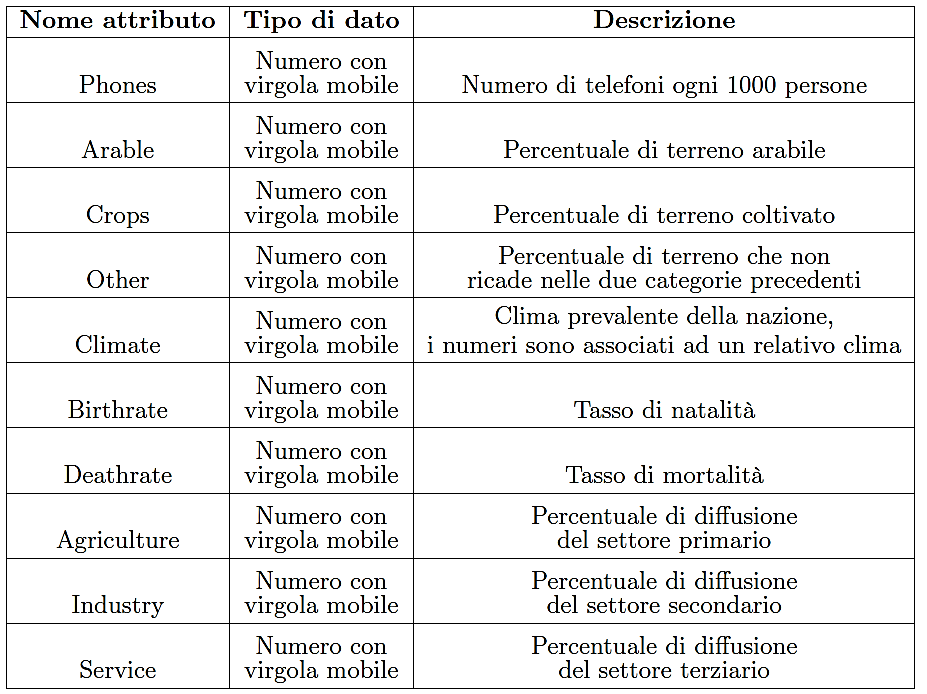 Nome attributo Tipo di dato Descrizione
Numero con
Phones virgola mobile Numero di telefoni ogni 1000 persone
Numero con
Arable virgola mobile Percentuale di terreno arabile
Numero con
Crops virgola mobile Percentuale di terreno coltivato
Numero con Percentuale di terreno che non
Other virgola mobile ricade nelle due categorie precedenti
Numero con Clima prevalente della nazione,
Climate virgola mobile i numeri sono associati ad un relativo clima
Numero con
Birthrate virgola mobile Tasso di natalità
Numero con
Deathrate virgola mobile Tasso di mortalità
Numero con Percentuale di diffusione
Agriculture virgola mobile del settore primario
Numero con Percentuale di diffusione
Industry virgola mobile del settore secondario
Numero con Percentuale di diffusione
Service virgola mobile del settore terziario